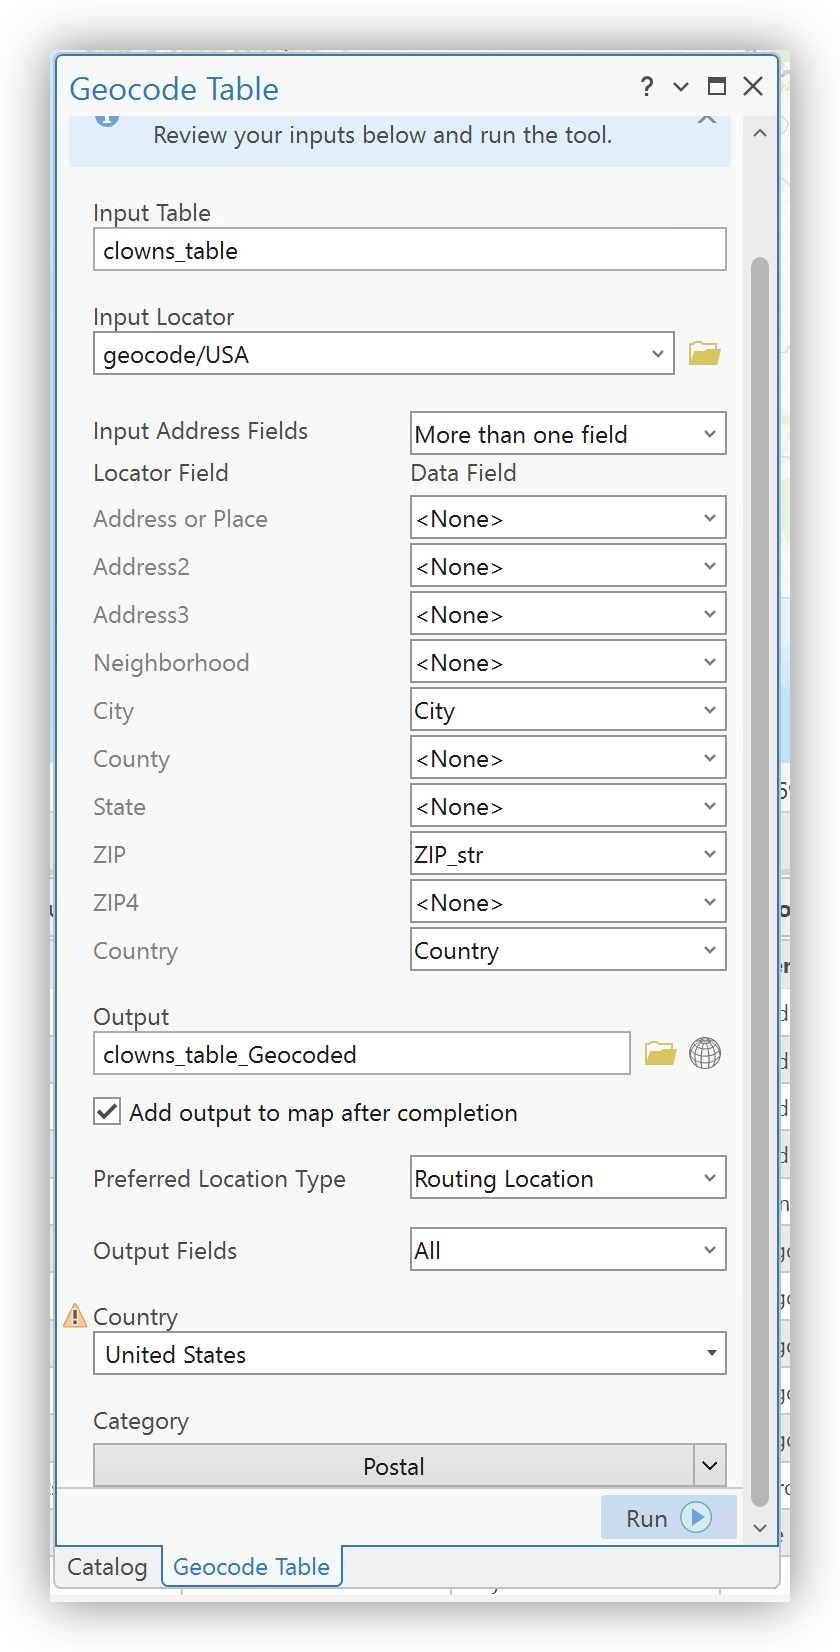 Geocode Table
Review your inputs below and run the tool.
Input Table
clowns_table
Input Locator
geocode/USA
Input Address Fields More than one field
Locator Field Data Field
Address or Place <None>
Address2 <None>
Address3 <None>
Neighborhood <None>
City City
County <None>
State <None>
ZIP ZIP_str
ZIP4 <None>
Country Country
Output
clowns_table_Geocoded
Add output to map after completion
Preferred Location Type Routing Location
Output Fields All
Country
United States
Category
Postal
Run
Catalog Geocode Table